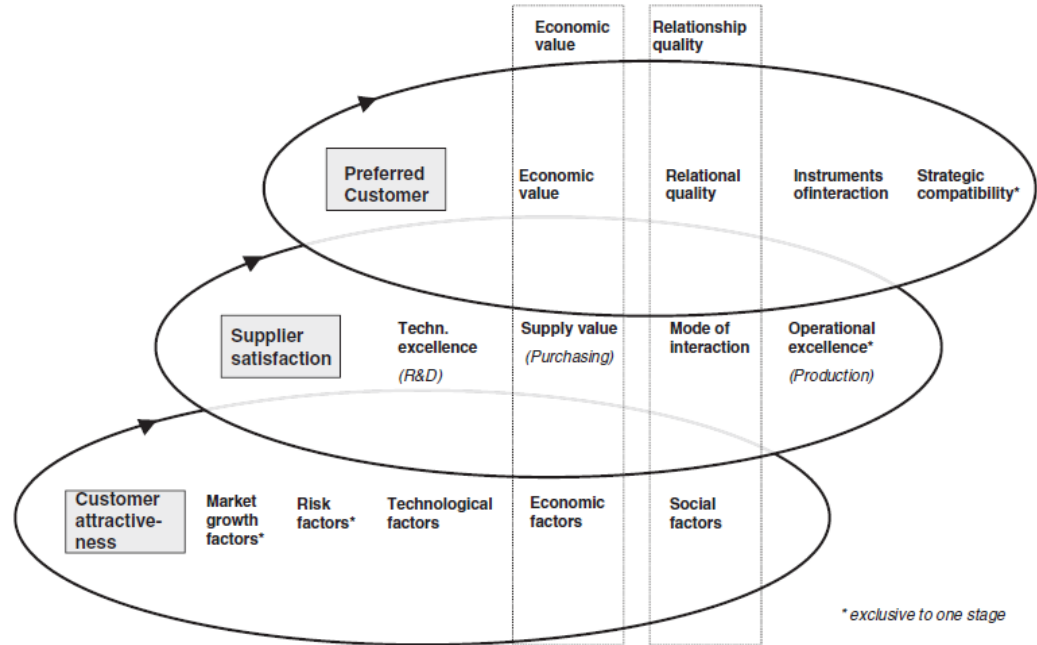 Economic
value
Relationship
quality
Preferred
Customer
Economic
value
Relational
quality
Instruments
ofinteraction
Strategic
compatibility*
Supplier
satisfaction
Techn.
excellence
(R&D)
Supply value
(Purchasing)
Mode of
interaction
Operational
excellence*
(Production)
Customer
attractive-
ness
Market
growth
factors*
Risk
factors*
Technological
factors
Economic
factors
Social
factors
* exclusive to one stage